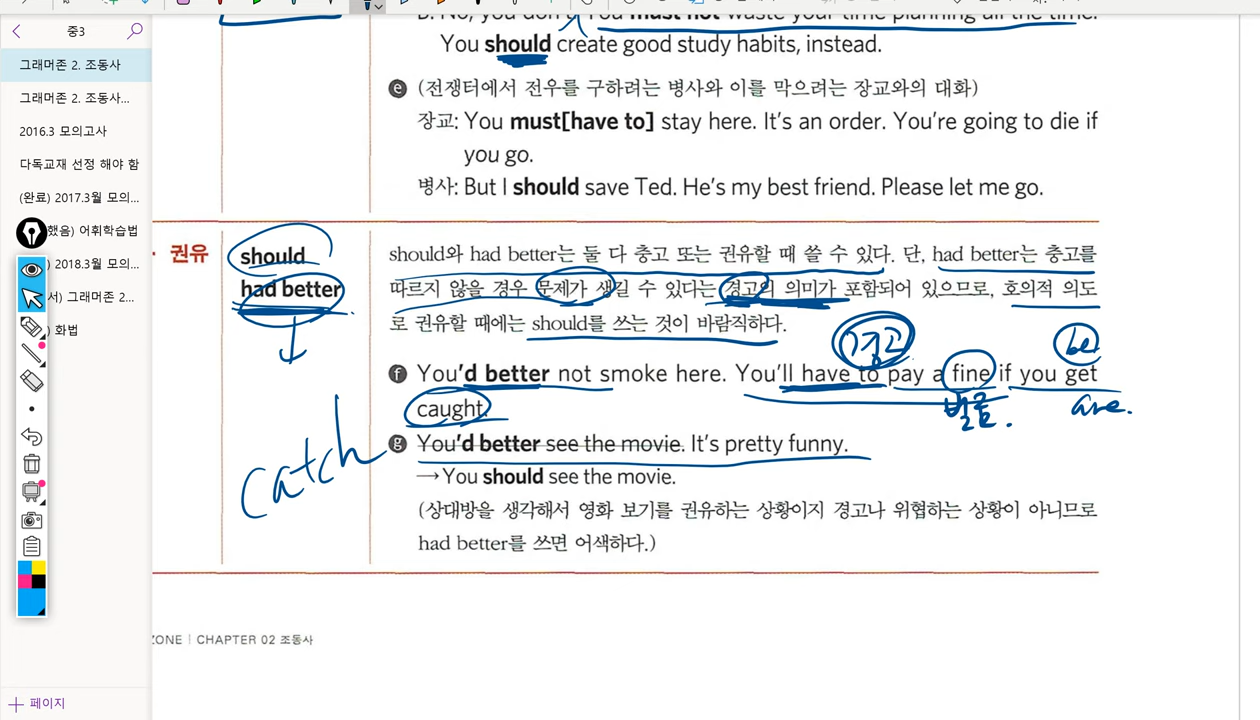 중3
그래머존 2. 조동사
그래머존 2. 조동사...
2016.3 모의고사
다독교재 선정 해야 함
(완료) 2017.3월 모의...
했음) 어휘학습법
) 2018.3월 모의...
서) 그래머존 2...
) 화법
페이지
You must not waste your time planning all the time.
You should create good study habits, instead.
e (전쟁터에서 전우를 구하려는 병사와 이를 막으려는 장교와의 대화)
장교: You must[have to] stay here. It's an order. You're going to die if
you go.
병사: But I should save Ted. He's my best friend. Please let me go.
권유
should
had better
should와 had better는 둘 다 충고 또는 권유할 때 쓸 수 있다. 단, had better는 충고를
따르지 않을 경우 문제가 생길 수 있다는 경고의 의미가 포함되어 있으므로, 호의적 의도
로 권유할 때에는 should를 쓰는 것이 바람직하다.
경고 be
f You'd better not smoke here. You'll have to pay a fine if you get
벌금. are.
caught.
catch
g You'd better see the movie. It's pretty funny.
→You should see the movie.
(상대방을 생각해서 영화 보기를 권유하는 상황이지 경고나 위협하는 상황이 아니므로
had better를 쓰면 어색하다.)
ZONE | CHAPTER 02 조동사